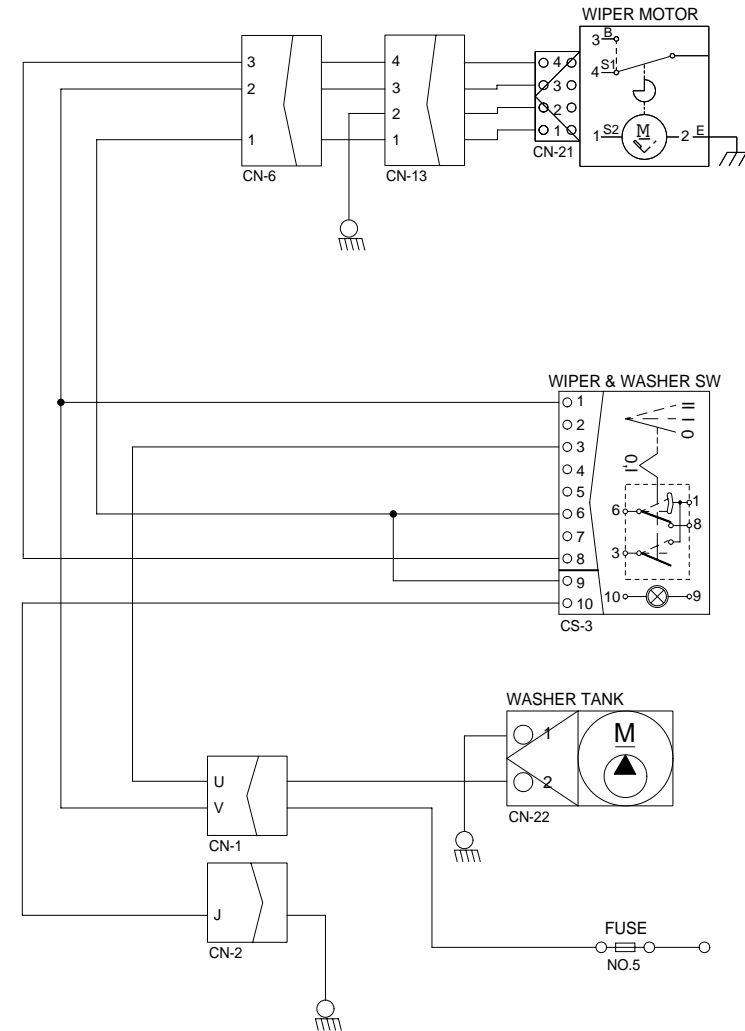 WIPER MOTOR
3 B
4 S1
1 S2 M 2 E
3
2
1
CN-6
4
3
2
1
CN-13
4
3
2
1
CN-21
WIPER & WASHER SW
1
2
3
4
5
6
7
8
9
10
CS-3
0 I II
0,I
6 1
8
3
10 9
WASHER TANK
1
2
M
CN-22
U
V
CN-1
J
CN-2
FUSE
NO.5